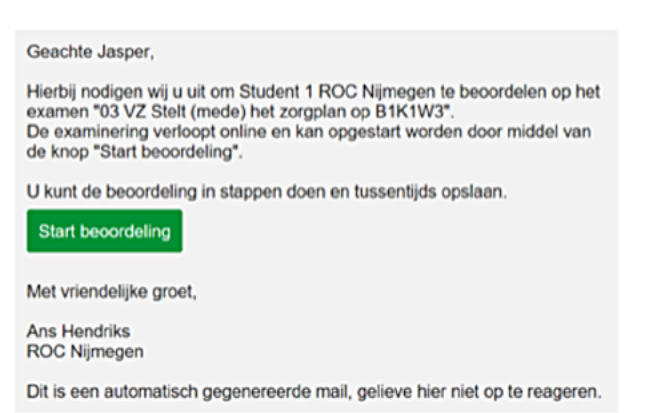 Geachte Jasper,
Hierbij nodigen wij u uit om Student 1 ROC Nijmegen te beoordelen op het
examen "03 VZ Stelt (mede) het zorgplan op B1K1W3".
De examinering verloopt online en kan opgestart worden door middel van
de knop "Start beoordeling".
U kunt de beoordeling in stappen doen en tussentijds opslaan.
Start beoordeling
Met vriendelijke groet,
Ans Hendriks
ROC Nijmegen
Dit is een automatisch gegenereerde mail, gelieve hier niet op te reageren.